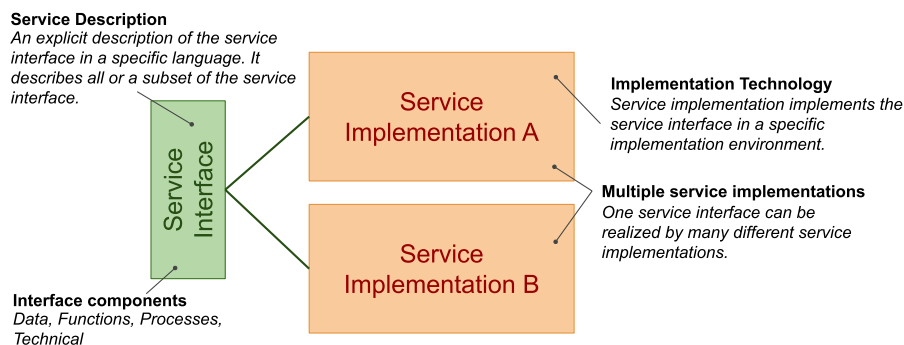 Service Description
An explicit description of the service
interface in a specific language. It
describes all or a subset of the service
interface.
Service
Interface
Interface components
Data, Functions, Processes,
Technical
Service
Implementation A
Service
Implementation B
Implementation Technology
Service implementation implements the
service interface in a specific
implementation environment.
Multiple service implementations
One service interface can be
realized by many different service
implementations.